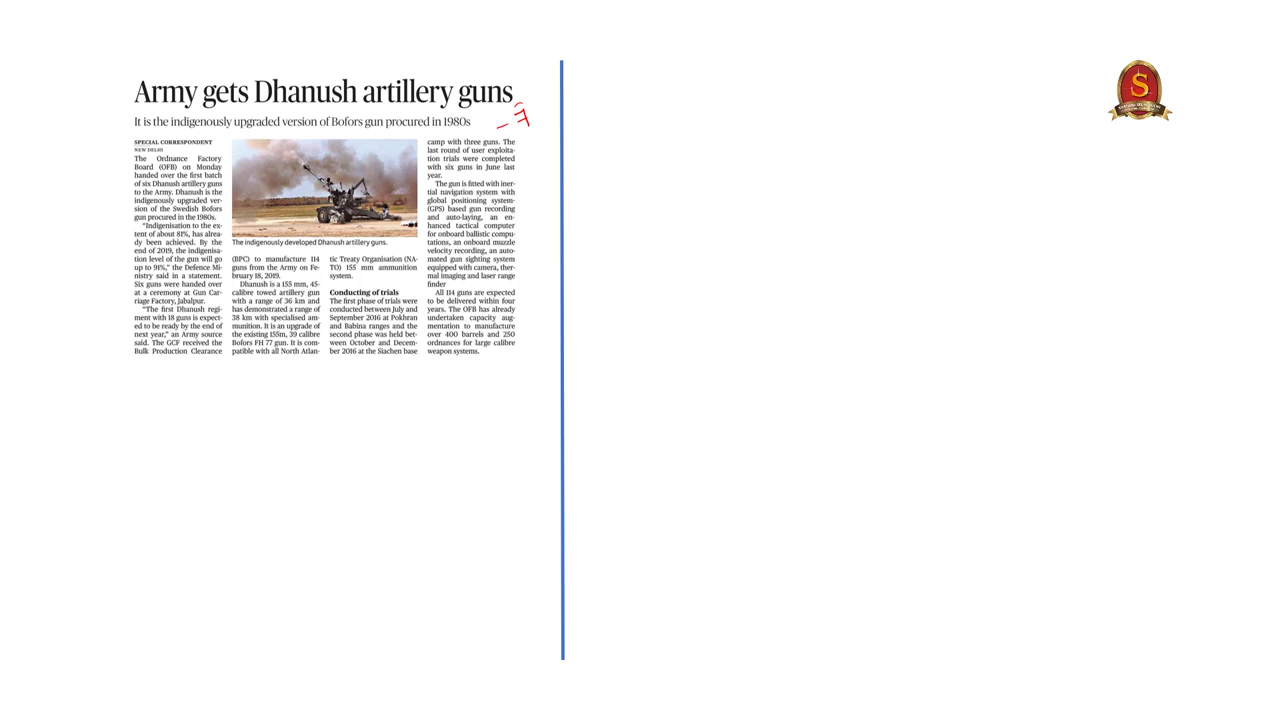 Army gets Dhanush artillery guns
It is the indigenously upgraded version of Bofors gun procured in 1980s
SPECIAL CORRESPONDENT
NEW DELHI
The Ordnance Factory
Board (OFB) on Monday
handed over the first batch
of six Dhanush artillery guns
to the Army. Dhanush is the
indigenously upgraded ver-
sion of the Swedish Bofors
gun procured in the 1980s.
"Indigenisation to the ex-
tent of about 81%, has alrea-
dy been achieved. By the
end of 2019, the indigenisa-
tion level of the gun will go
up to 91%," the Defence Mi-
nistry said in a statement.
Six guns were handed over
at a ceremony at Gun Car-
riage Factory, Jabalpur.
"The first Dhanush regi-
ment with 18 guns is expect-
ed to be ready by the end of
next year," an Army source
said. The GCF received the
Bulk Production Clearance
The indigenously developed Dhanush artillery guns.
(BPC) to manufacture 114
guns from the Army on Fe-
bruary 18, 2019.
Dhanush is a 155 mm, 45-
calibre towed artillery gun
with a range of 36 km and
has demonstrated a range of
38 km with specialised am-
munition. It is an upgrade of
the existing 155m, 39 calibre
Bofors FH 77 gun. It is com-
patible with all North Atlan-
tic Treaty Organisation (NA-
TO) 155 mm ammunition
system.
Conducting of trials
The first phase of trials were
conducted between July and
September 2016 at Pokhran
and Babina ranges and the
second phase was held bet-
ween October and Decem-
ber 2016 at the Siachen base
camp with three guns. The
last round of user exploita-
tion trials were completed
with six guns in June last
year.
The gun is fitted with iner-
tial navigation system with
global positioning system-
(GPS) based gun recording
and auto-laying, an en-
hanced tactical computer
for onboard ballistic compu-
tations, an onboard muzzle
velocity recording, an auto-
mated gun sighting system
equipped with camera, ther-
mal imaging and laser range
finder
All 114 guns are expected
to be delivered within four
years. The OFB has already
undertaken capacity aug-
mentation to manufacture
over 400 barrels and 250
ordnances for large calibre
weapon systems.
S